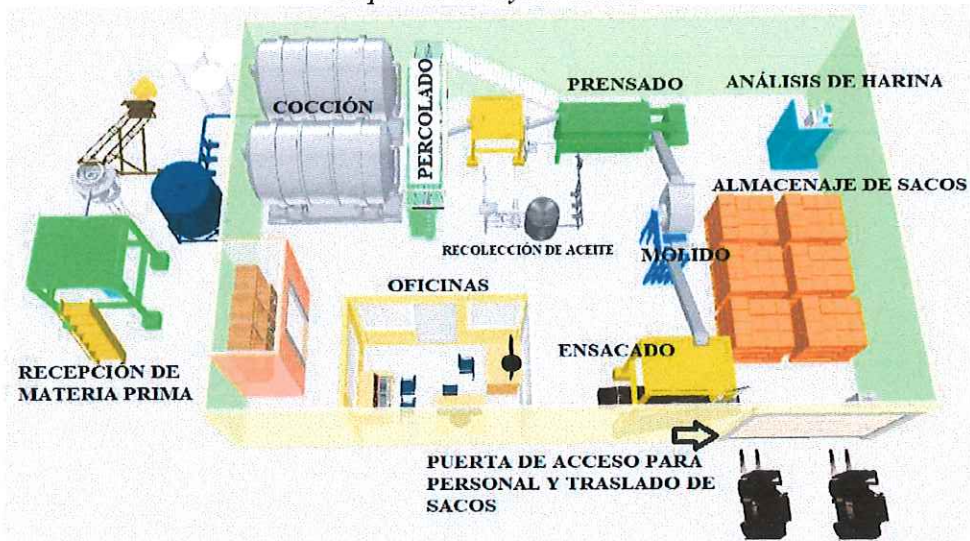 COCCIÓN
PERCOLADO
PRENSADO
ANÁLISIS DE HARINA
ALMACENAJE DE SACOS
RECOLECCIÓN DE ACEITE
MOLIDO
OFICINAS
ENSACADO
RECEPCIÓN DE
MATERIA PRIMA
PUERTA DE ACCESO PARA
PERSONAL Y TRASLADO DE
SACOS